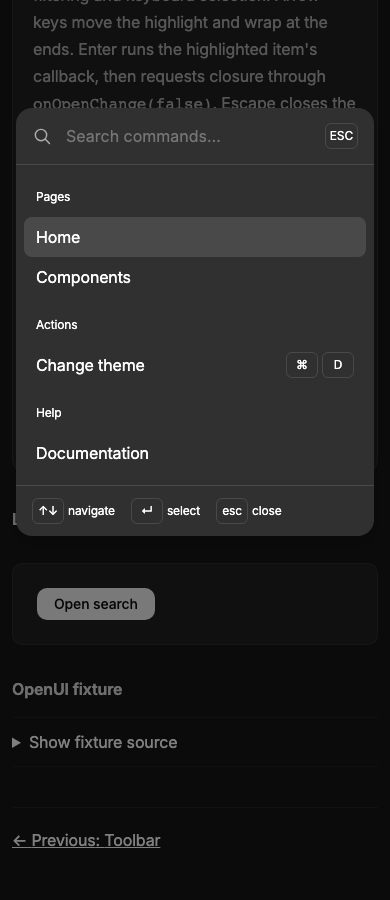 keys move the highlight and wrap at the
ends. Enter runs the highlighted item's
callback, then requests closure through
onOpenChange(false). Escape closes the
Search commands...
ESC
Pages
Home
Components
Actions
Change theme
⌘ D
Help
Documentation
↑↓ navigate ↵ select esc close
Open search
OpenUI fixture
▶ Show fixture source
← Previous: Toolbar